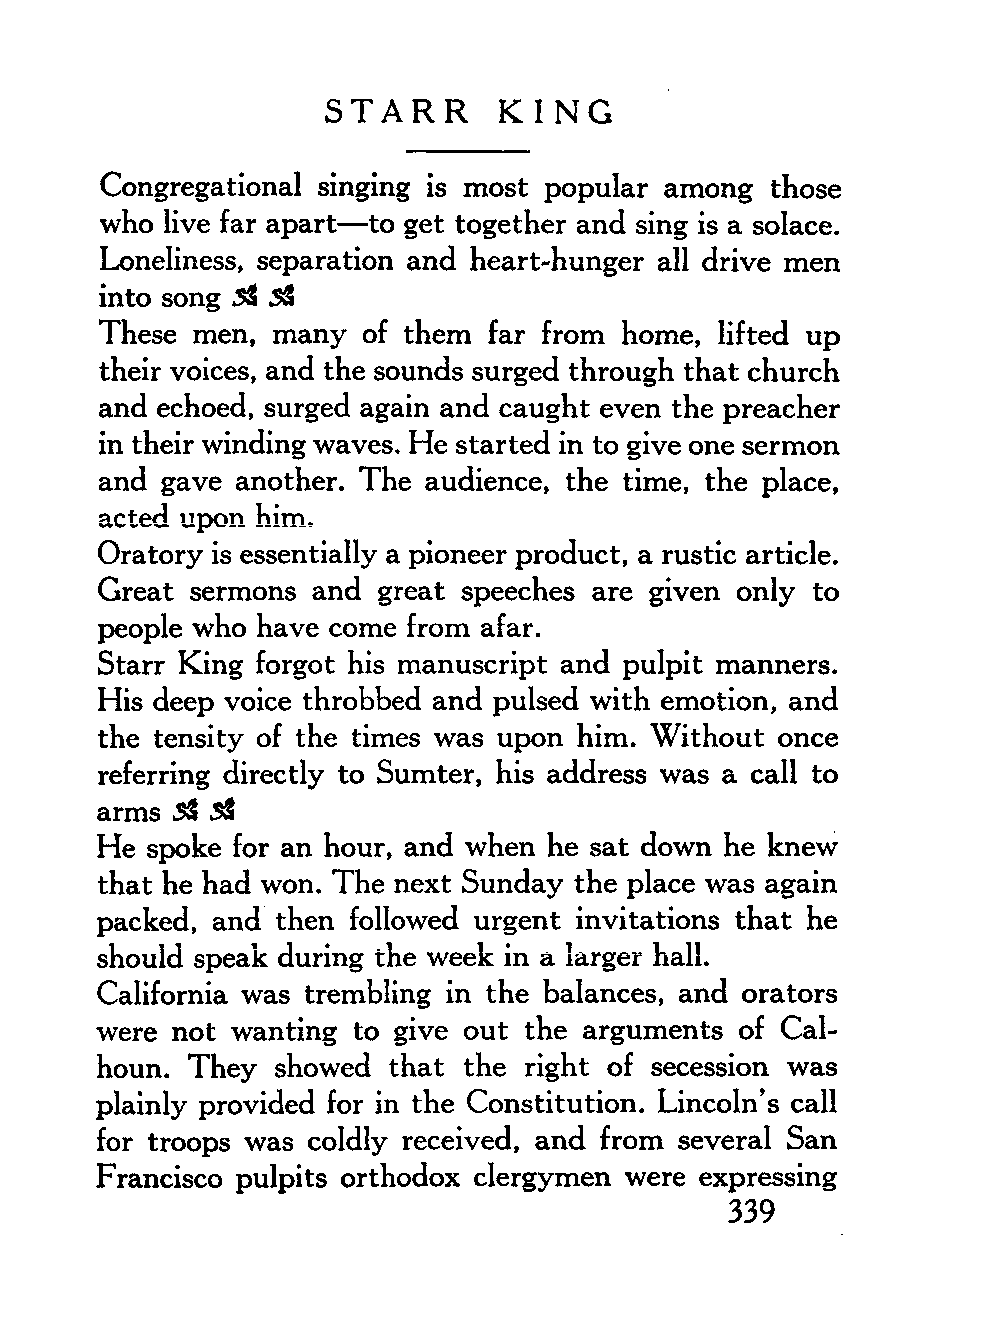 STARR KING
Congregational singing is most popular among those
who live far apart—to get together and sing is a solace.
Loneliness, separation and heart-hunger all drive men
into song
These men, many of them far from home, lifted up
their voices, and the sounds surged through that church
and echoed, surged again and caught even the preacher
in their winding waves. He started in to give one sermon
and gave another. The audience, the time, the place,
acted upon him.
Oratory is essentially a pioneer product, a rustic article.
Great sermons and great speeches are given only to
people who have come from afar.
Starr King forgot his manuscript and pulpit manners.
His deep voice throbbed and pulsed with emotion, and
the tensity of the times was upon him. Without once
referring directly to Sumter, his address was a call to
arms
He spoke for an hour, and when he sat down he knew
that he had won. The next Sunday the place was again
packed, and then followed urgent invitations that he
should speak during the week in a larger hall.
California was trembling in the balances, and orators
were not wanting to give out the arguments of Cal-
houn. They showed that the right of secession was
plainly provided for in the Constitution. Lincoln's call
for troops was coldly received, and from several San
Francisco pulpits orthodox clergymen were expressing
339